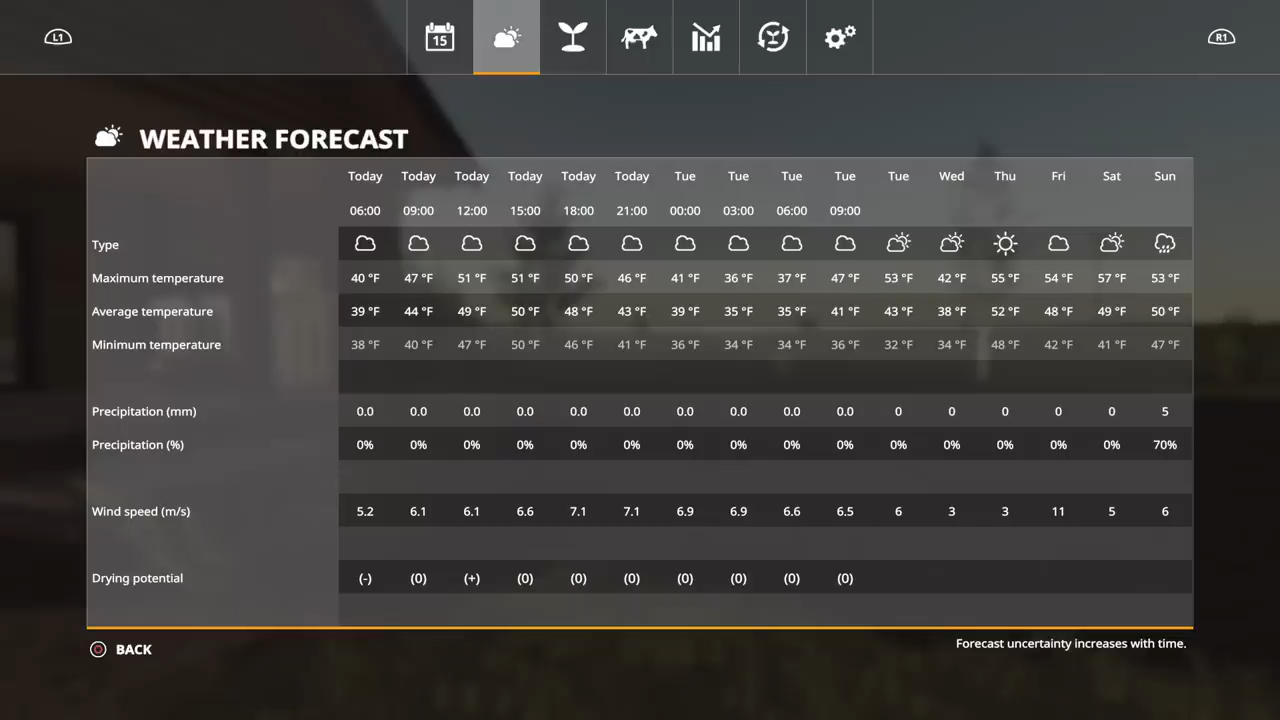 L1
15
R1
WEATHER FORECAST
Today Today Today Today Today Today Tue Tue Tue Tue Tue Wed Thu Fri Sat Sun
06:00 09:00 12:00 15:00 18:00 21:00 00:00 03:00 06:00 09:00
Type
Maximum temperature 40 °F 47 °F 51 °F 51 °F 50 °F 46 °F 41 °F 36 °F 37 °F 47 °F 53 °F 42 °F 55 °F 54 °F 57 °F 53 °F
Average temperature 39 °F 44 °F 49 °F 50 °F 48 °F 43 °F 39 °F 35 °F 35 °F 41 °F 43 °F 38 °F 52 °F 48 °F 49 °F 50 °F
Minimum temperature 38 °F 40 °F 47 °F 50 °F 46 °F 41 °F 36 °F 34 °F 34 °F 36 °F 32 °F 34 °F 48 °F 42 °F 41 °F 47 °F
Precipitation (mm) 0.0 0.0 0.0 0.0 0.0 0.0 0.0 0.0 0.0 0.0 0 0 0 0 0 5
Precipitation (%) 0% 0% 0% 0% 0% 0% 0% 0% 0% 0% 0% 0% 0% 0% 0% 70%
Wind speed (m/s) 5.2 6.1 6.1 6.6 7.1 7.1 6.9 6.9 6.6 6.5 6 3 3 11 5 6
Drying potential (-) (0) (+) (0) (0) (0) (0) (0) (0) (0)
BACK
Forecast uncertainty increases with time.